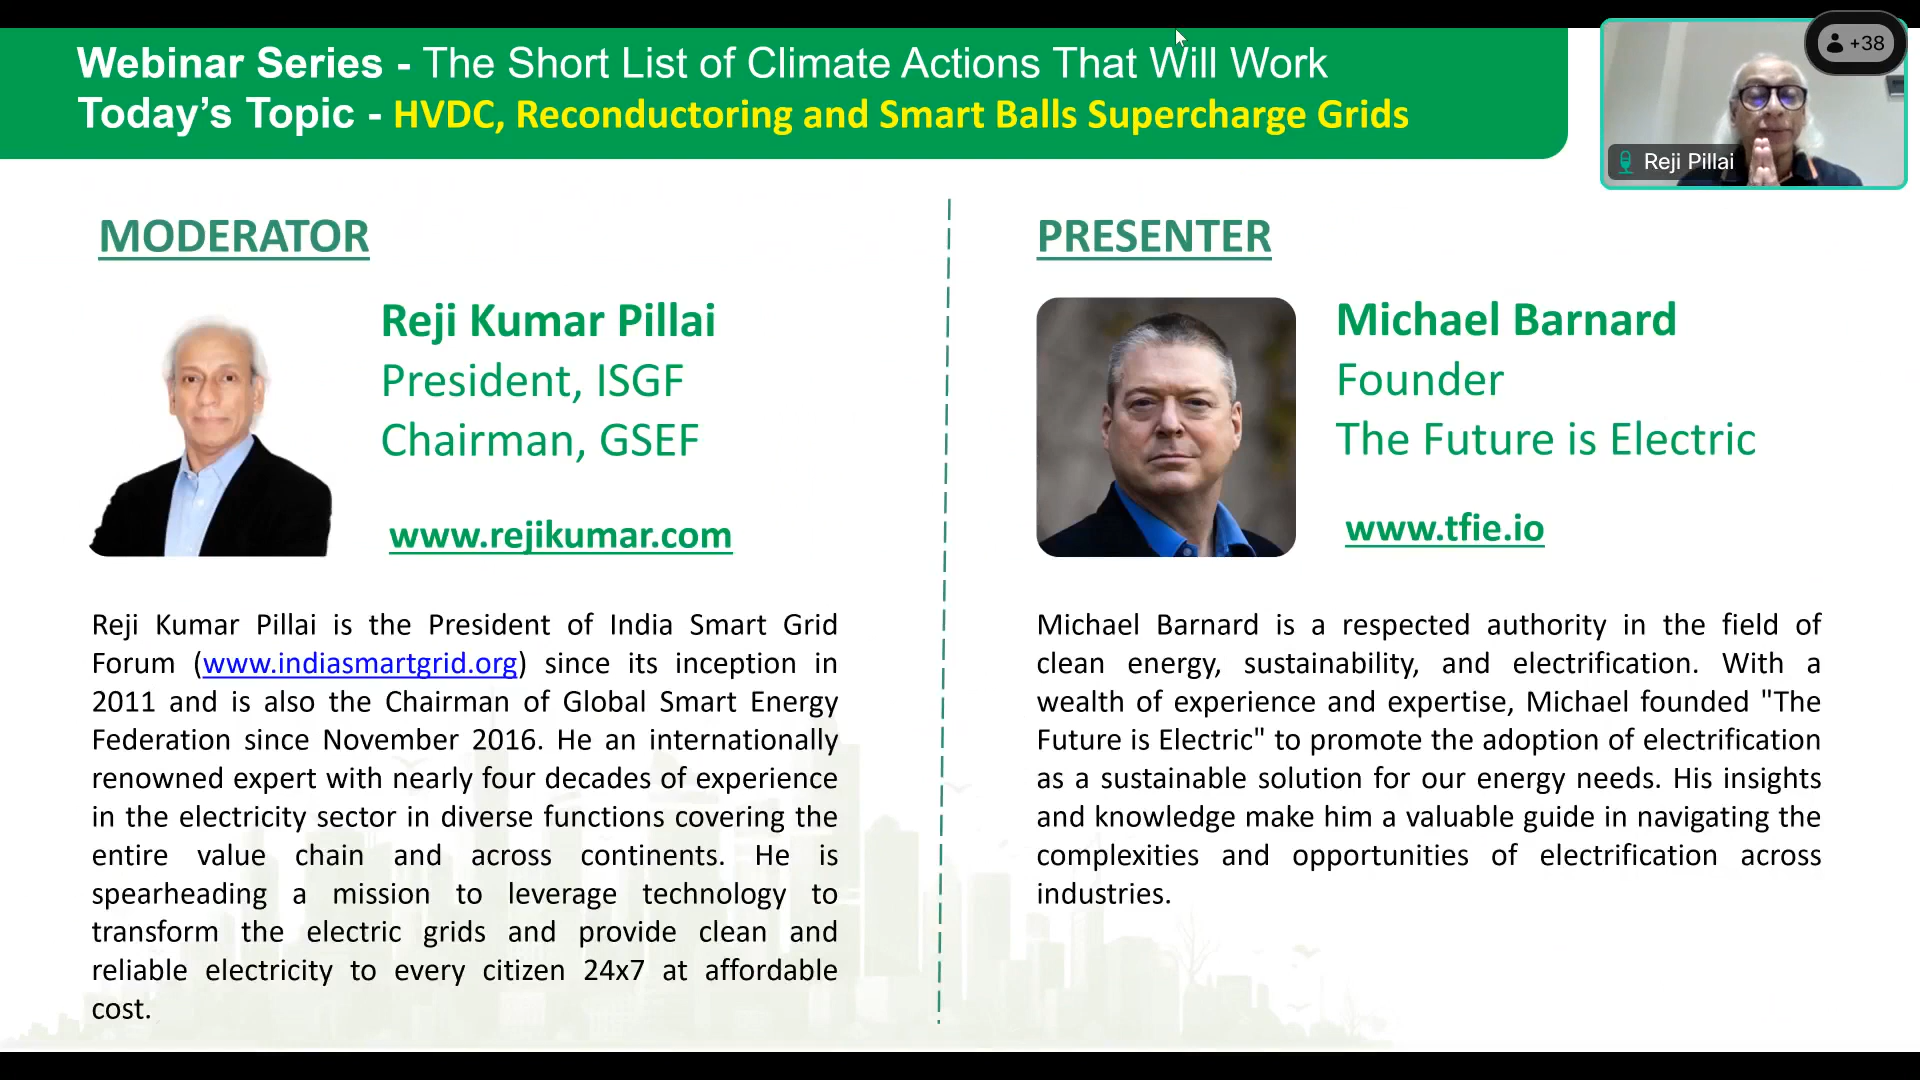 Webinar Series - The Short List of Climate Actions That Will Work
Today's Topic - HVDC, Reconductoring and Smart Balls Supercharge Grids
+38
Reji Pillai
MODERATOR
Reji Kumar Pillai
President, ISGF
Chairman, GSEF
www.rejikumar.com
Reji Kumar Pillai is the President of India Smart Grid
Forum (www.indiasmartgrid.org) since its inception in
2011 and is also the Chairman of Global Smart Energy
Federation since November 2016. He an internationally
renowned expert with nearly four decades of experience
in the electricity sector in diverse functions covering the
entire value chain and across continents. He is
spearheading a mission to leverage technology to
transform the electric grids and provide clean and
reliable electricity to every citizen 24x7 at affordable
cost.
PRESENTER
Michael Barnard
Founder
The Future is Electric
www.tfie.io
Michael Barnard is a respected authority in the field of
clean energy, sustainability, and electrification. With a
wealth of experience and expertise, Michael founded "The
Future is Electric" to promote the adoption of electrification
as a sustainable solution for our energy needs. His insights
and knowledge make him a valuable guide in navigating the
complexities and opportunities of electrification across
industries.